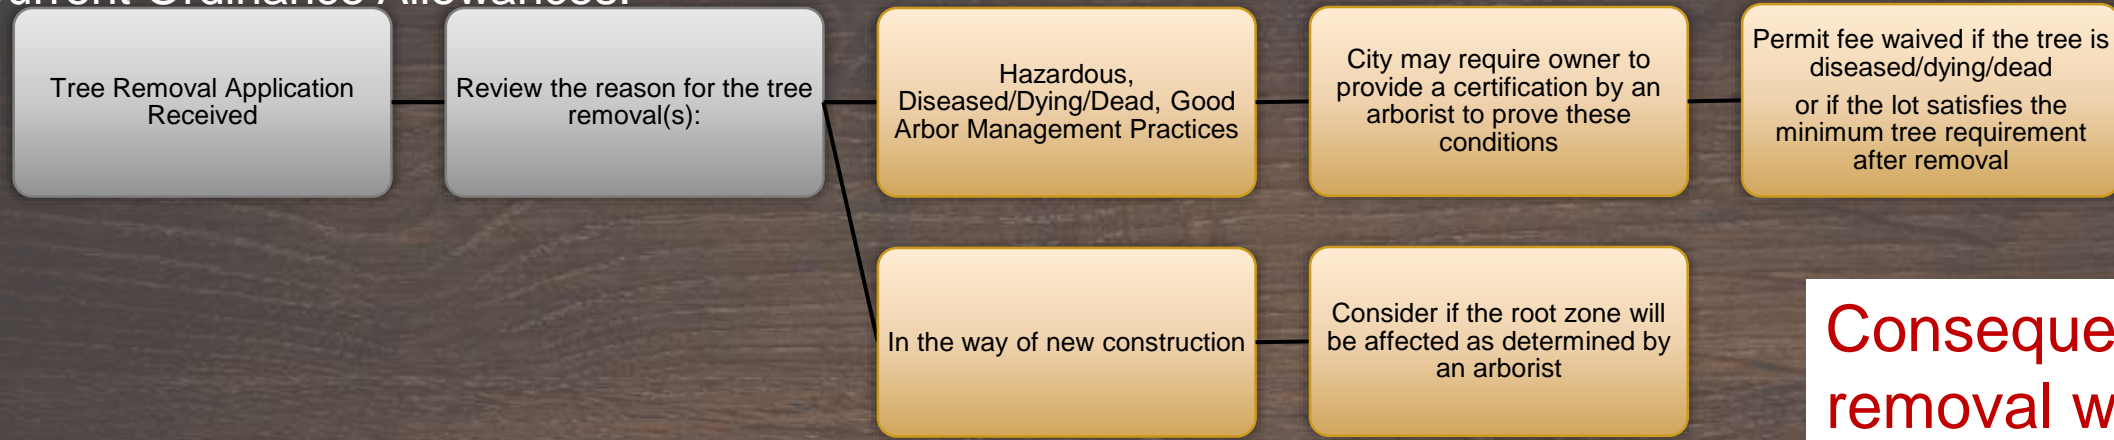 Ordinance Allowances:
Tree Removal Application
Received
Review the reason for the tree
removal(s):
Hazardous,
Diseased/Dying/Dead, Good
Arbor Management Practices
City may require owner to
provide a certification by an
arborist to prove these
conditions
Permit fee waived if the tree is
diseased/dying/dead
or if the lot satisfies the
minimum tree requirement
after removal
In the way of new construction
Consider if the root zone will
be affected as determined by
an arborist
removal